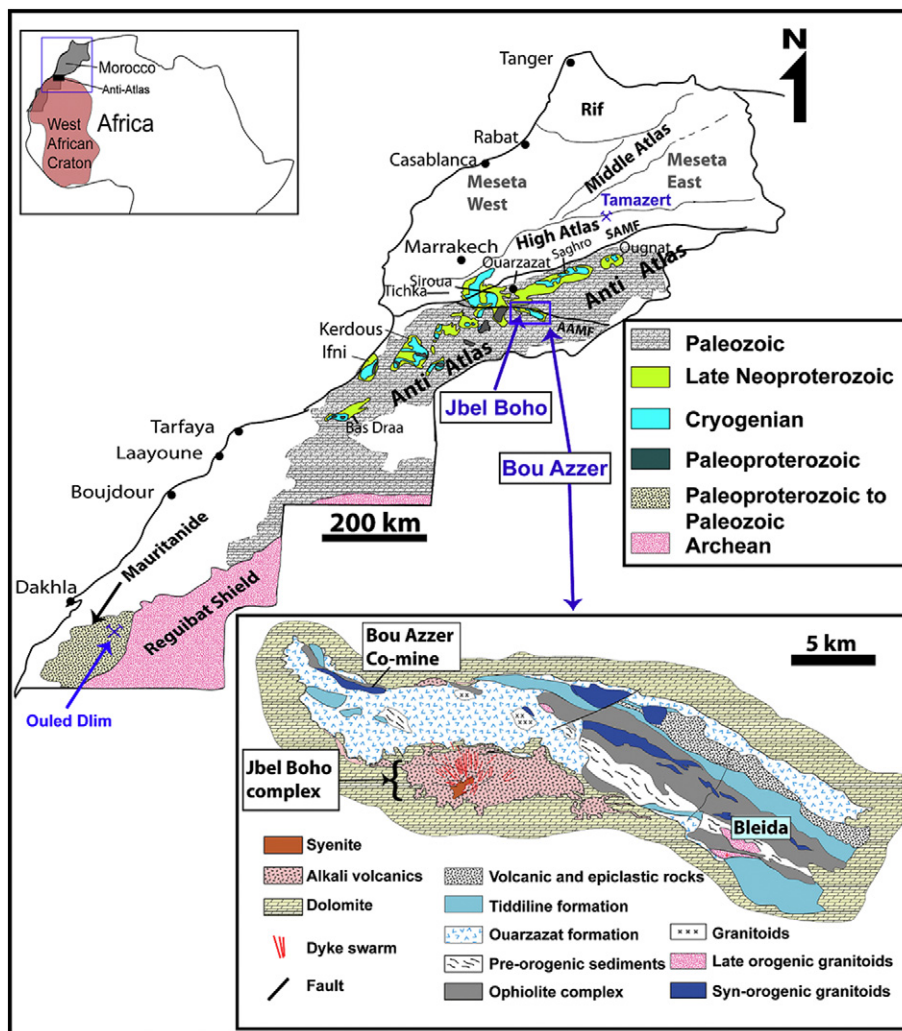 Morocco
Anti-Atlas
West
African
Craton
Africa
N
Tanger
Rif
Rabat
Casablanca
Middle Atlas
Meseta
West
Meseta
East
Tamazert
High Atlas
SAMF
Marrakech
Ouarzazat
Saghro
Ougnat
Siroua
Tichka
Anti Atlas
Kerdous
Ifni
AAMF
Anti Atlas
Jbel Boho
Bas Draa
Tarfaya
Laayoune
Bou Azzer
Boujdour
200 km
Mauritanide
Dakhla
Reguibat Shield
Ouled Dlim
Paleozoic
Late Neoproterozoic
Cryogenian
Paleoproterozoic
Paleoproterozoic to
Paleozoic
Archean
Bou Azzer
Co-mine
5 km
Jbel Boho
complex
Bleida
Syenite
Alkali volcanics
Dolomite
Dyke swarm
Fault
Volcanic and epiclastic rocks
Tiddiline formation
Ouarzazat formation
Pre-orogenic sediments
Ophiolite complex
Granitoids
Late orogenic granitoids
Syn-orogenic granitoids